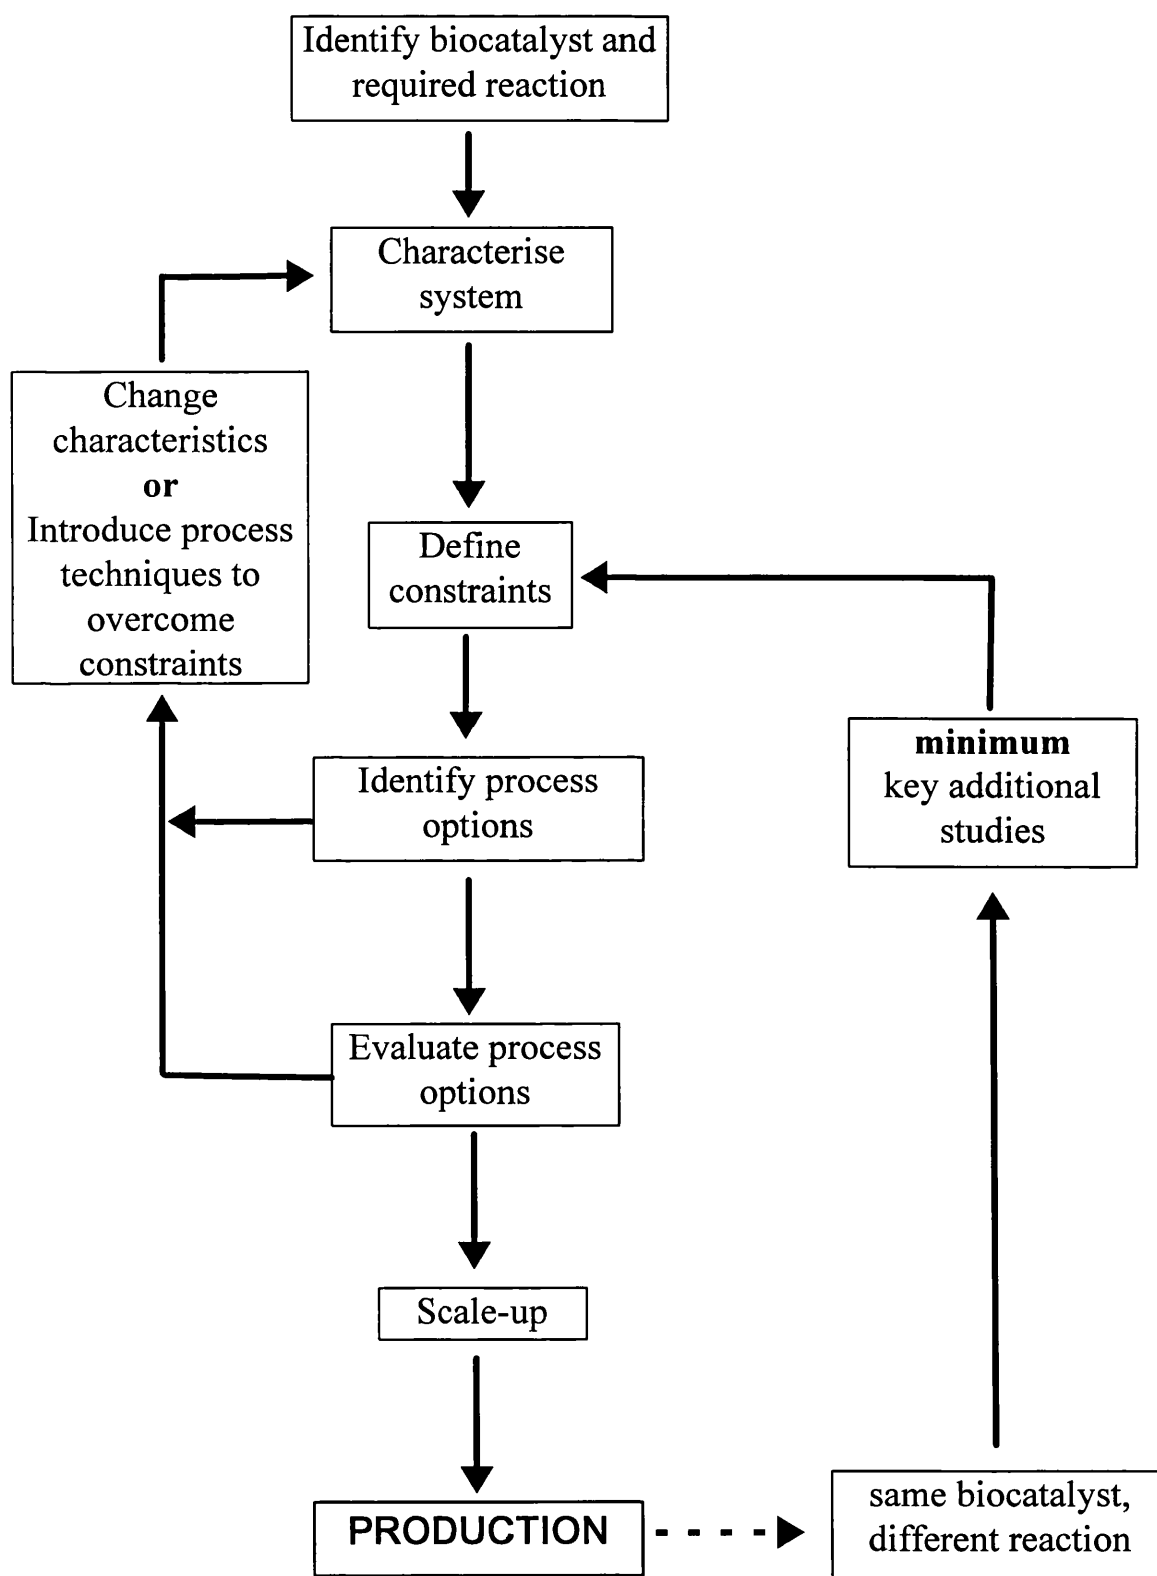 Identify biocatalyst and
required reaction
Characterise
system
Change
characteristics
or
Introduce process
techniques to
overcome
constraints
Define
constraints
Identify process
options
minimum
key additional
studies
Evaluate process
options
Scale-up
PRODUCTION
same biocatalyst,
different reaction